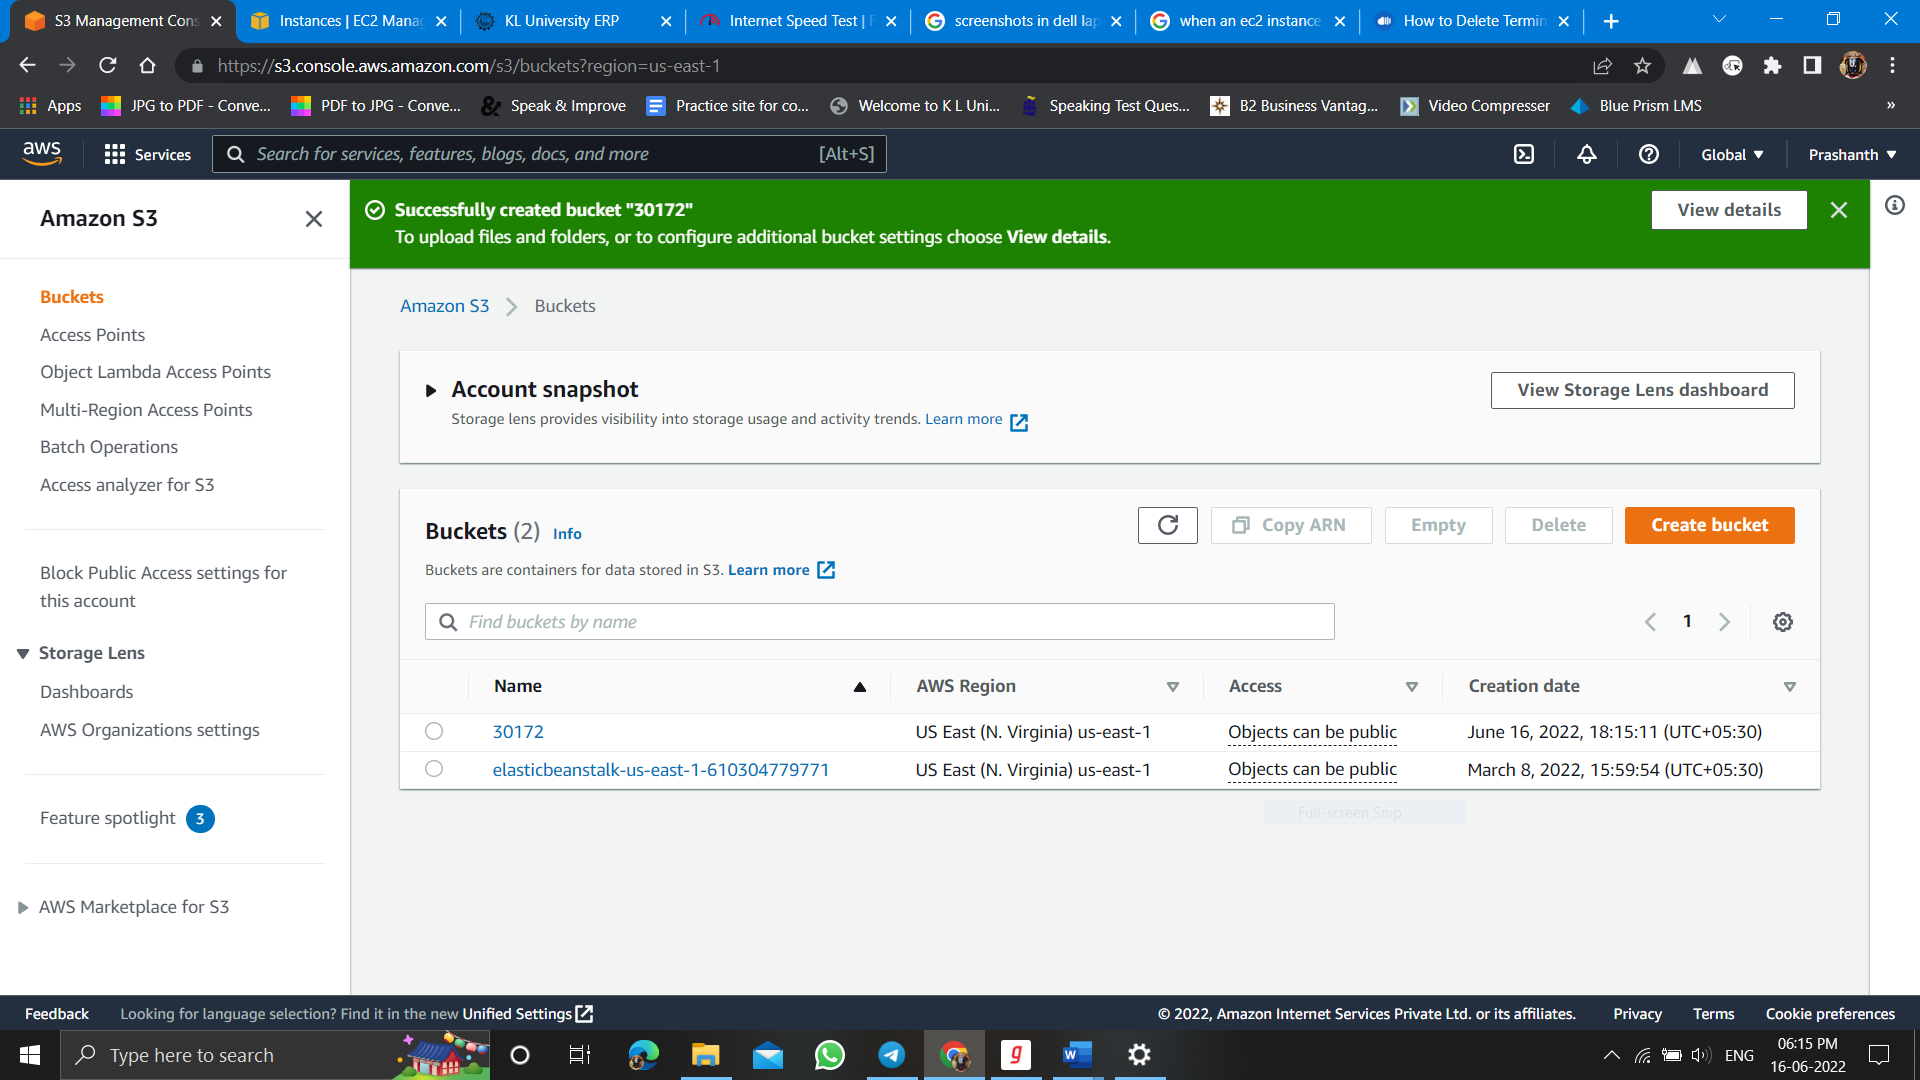 S3 Management Cons
Instances | EC2 Manag
KL University ERP
Internet Speed Test | F
screenshots in dell lap
when an ec2 instance
How to Delete Termin
https://s3.console.aws.amazon.com/s3/buckets?region=us-east-1
Apps
JPG to PDF - Conve...
PDF to JPG - Conve...
Speak & Improve
Practice site for co...
Welcome to K L Uni...
Speaking Test Ques...
B2 Business Vantag...
Video Compresser
Blue Prism LMS
»
aws
Services
Search for services, features, blogs, docs, and more
[Alt+S]
Global
Prashanth
Amazon S3
Buckets
Access Points
Object Lambda Access Points
Multi-Region Access Points
Batch Operations
Access analyzer for S3
Block Public Access settings for
this account
Storage Lens
Dashboards
AWS Organizations settings
Feature spotlight 3
AWS Marketplace for S3
Successfully created bucket "30172"
To upload files and folders, or to configure additional bucket settings choose View details.
View details
Amazon S3 > Buckets
Account snapshot
Storage lens provides visibility into storage usage and activity trends. Learn more
View Storage Lens dashboard
Buckets (2) Info
Buckets are containers for data stored in S3. Learn more
Copy ARN
Empty
Delete
Create bucket
Find buckets by name
1
Name AWS Region Access Creation date
30172 US East (N. Virginia) us-east-1 Objects can be public June 16, 2022, 18:15:11 (UTC+05:30)
elasticbeanstalk-us-east-1-610304779771 US East (N. Virginia) us-east-1 Objects can be public March 8, 2022, 15:59:54 (UTC+05:30)
Full-screen Snip
Feedback
Looking for language selection? Find it in the new Unified Settings
© 2022, Amazon Internet Services Private Ltd. or its affiliates.
Privacy
Terms
Cookie preferences
Type here to search
ENG
06:15 PM
16-06-2022